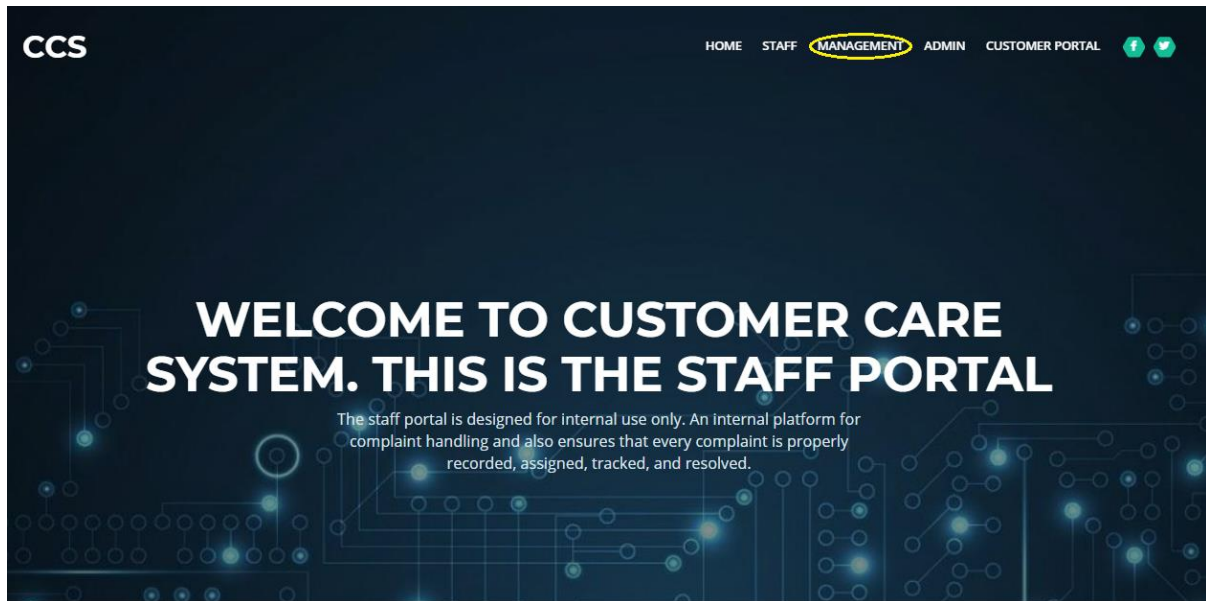 CCS
HOME STAFF MANAGEMENT ADMIN CUSTOMER PORTAL
WELCOME TO CUSTOMER CARE
SYSTEM. THIS IS THE STAFF PORTAL
The staff portal is designed for internal use only. An internal platform for
complaint handling and also ensures that every complaint is properly
recorded, assigned, tracked, and resolved.